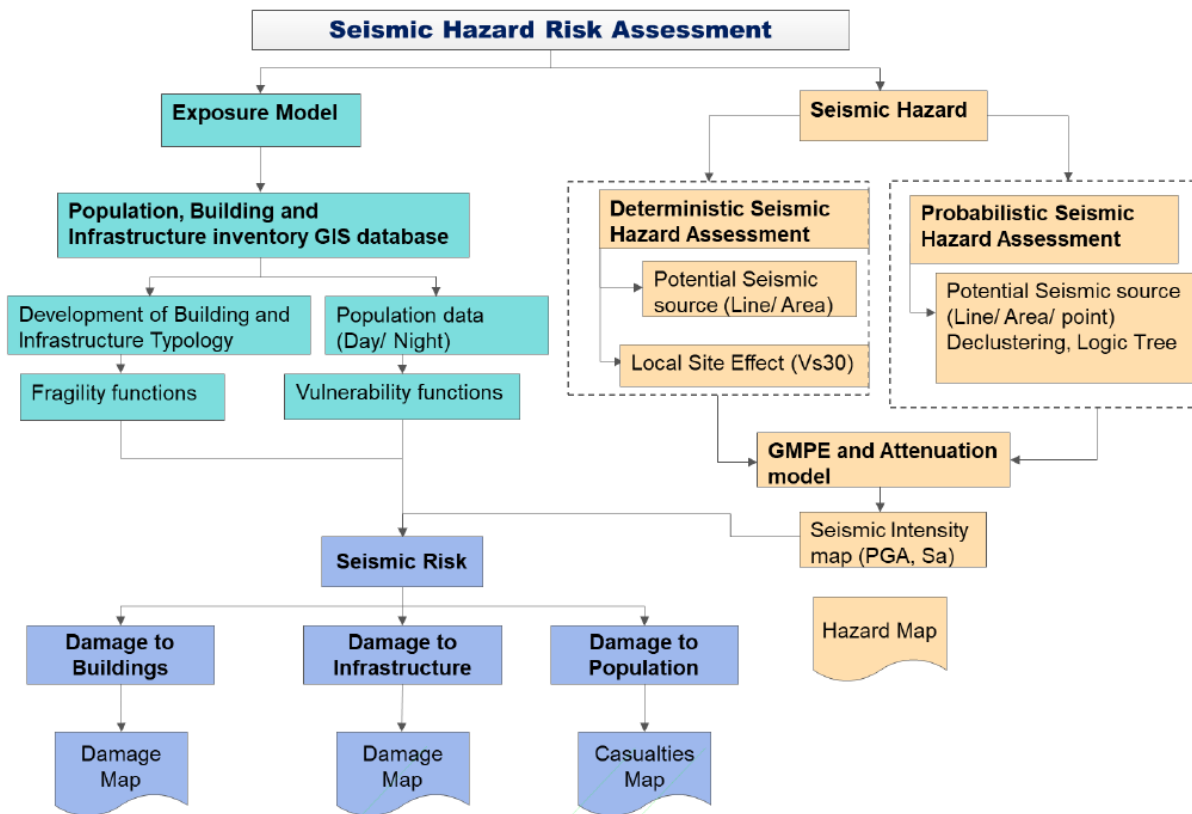 Seismic Hazard Risk Assessment
Exposure Model
Seismic Hazard
Population, Building and
Infrastructure inventory GIS database
Deterministic Seismic
Hazard Assessment
Probabilistic Seismic
Hazard Assessment
Potential Seismic
source (Line/ Area)
Potential Seismic source
(Line/ Area/ point)
Declustering, Logic Tree
Development of Building and
Infrastructure Typology
Population data
(Day/ Night)
Local Site Effect (Vs30)
Fragility functions
Vulnerability functions
GMPE and Attenuation
model
Seismic Intensity
map (PGA, Sa)
Seismic Risk
Hazard Map
Damage to
Buildings
Damage to
Infrastructure
Damage to
Population
Damage
Map
Damage
Map
Casualties
Map